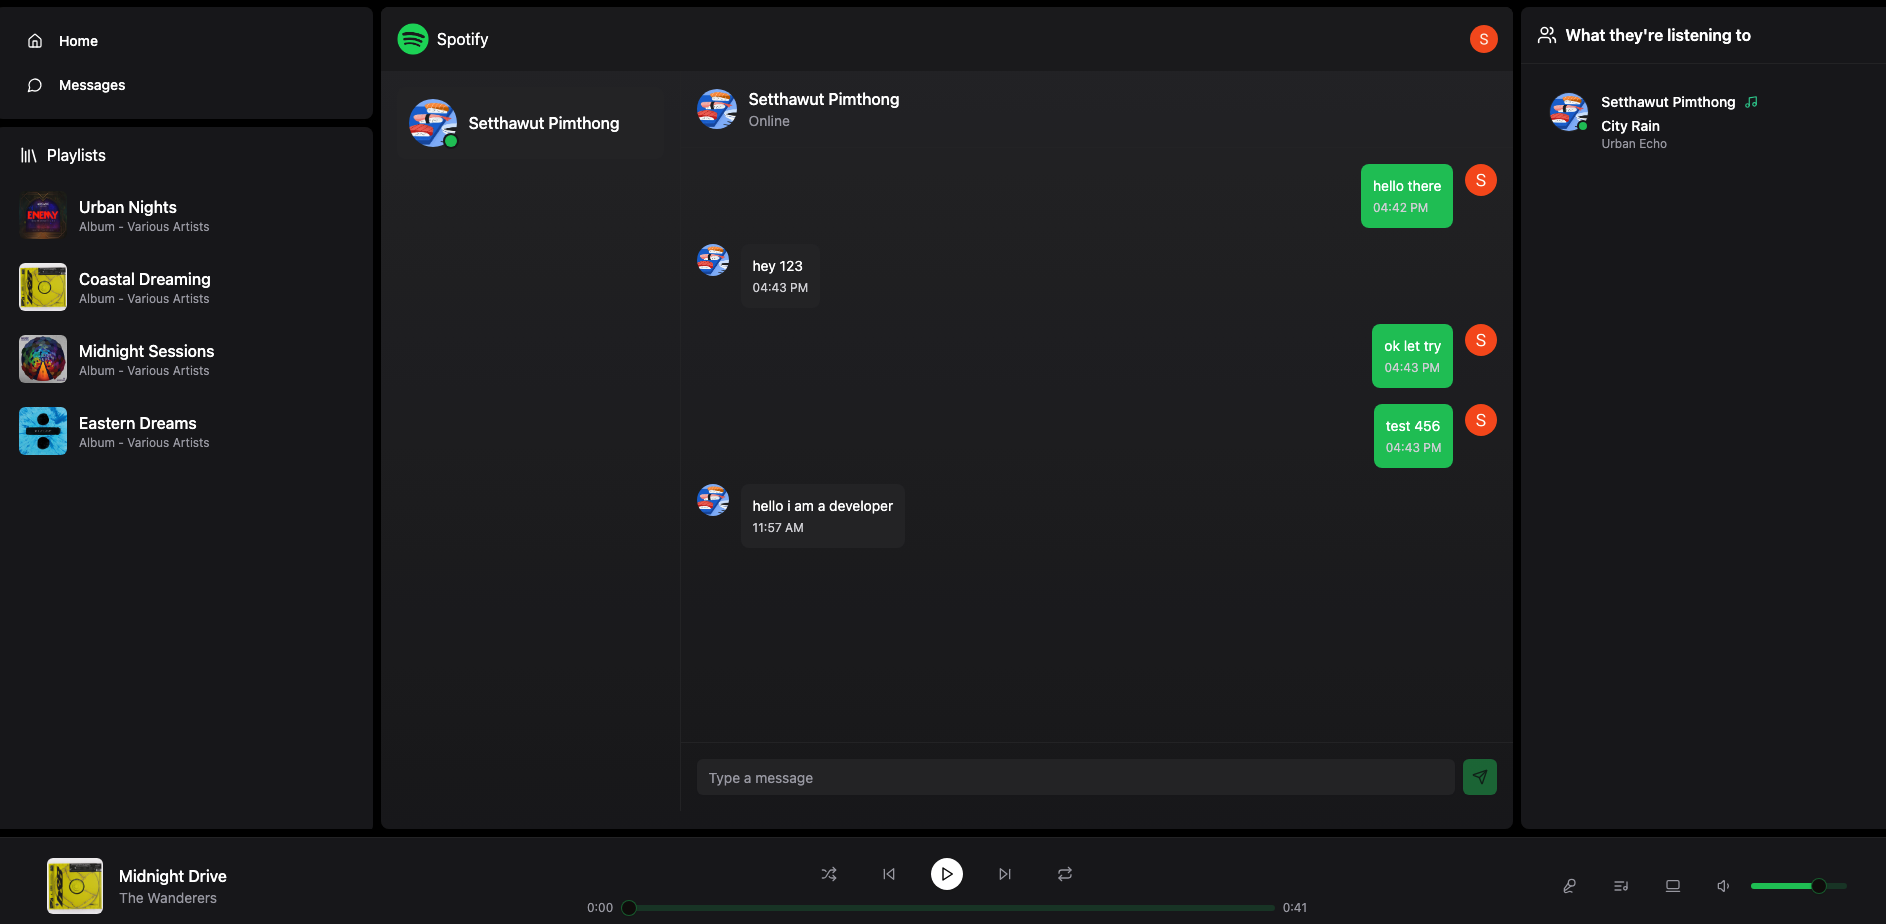 Home
Messages
Playlists
Urban Nights
Album - Various Artists
ENEMY
Coastal Dreaming
Album - Various Artists
Midnight Sessions
Album - Various Artists
Eastern Dreams
Album - Various Artists
Spotify
S
Setthawut Pimthong
Setthawut Pimthong
Online
hello there
04:42 PM
S
hey 123
04:43 PM
ok let try
04:43 PM
S
test 456
04:43 PM
S
hello i am a developer
11:57 AM
Type a message
What they're listening to
Setthawut Pimthong
City Rain
Urban Echo
Midnight Drive
The Wanderers
0:00
0:41